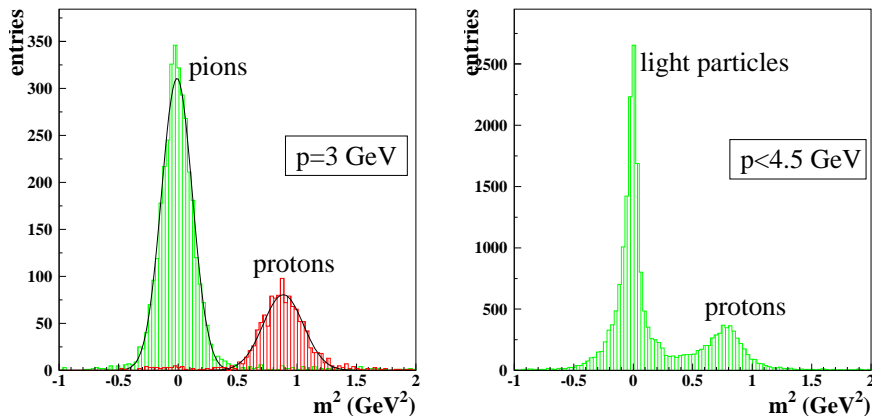 entries
350
300
250
200
150
100
50
0
pions
p=3 GeV
protons
-1
-0.5
0
0.5
1
1.5
2
m² (GeV²)
entries
2500
2000
1500
1000
500
0
light particles
p<4.5 GeV
protons
-1
-0.5
0
0.5
1
1.5
2
m² (GeV²)